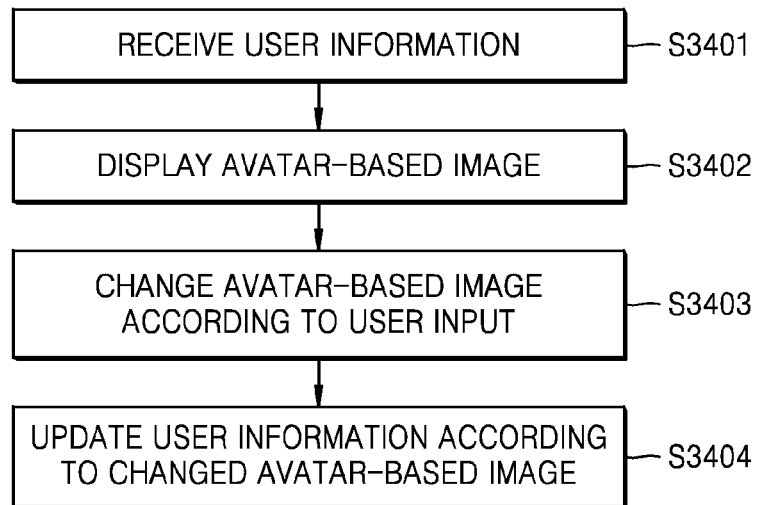 RECEIVE USER INFORMATION
S3401
DISPLAY AVATAR-BASED IMAGE
S3402
CHANGE AVATAR-BASED IMAGE
ACCORDING TO USER INPUT
S3403
UPDATE USER INFORMATION ACCORDING
TO CHANGED AVATAR-BASED IMAGE
S3404